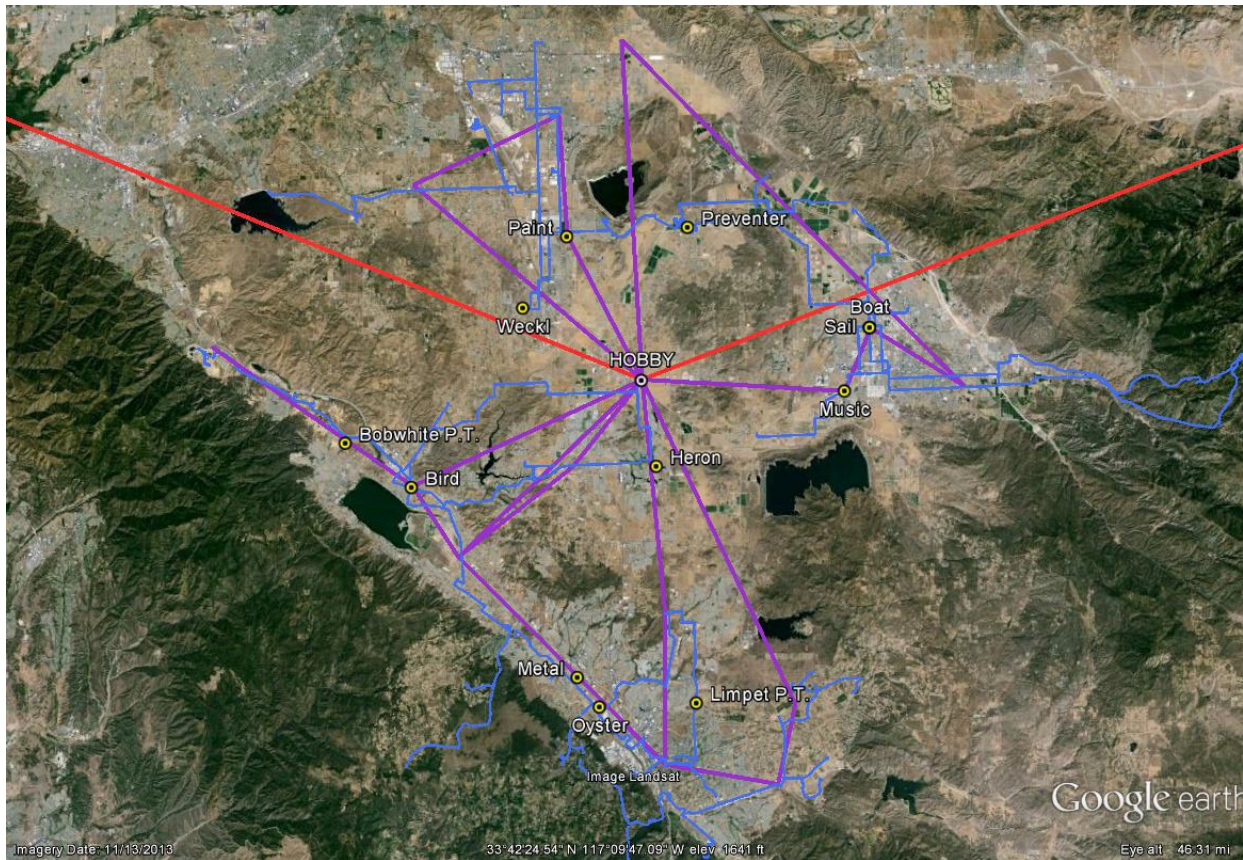 Paint
Preventer
Weckl
Boat
Sail
HOBBY
Music
Bobwhite P.T.
Heron
Bird
Metal
Limpet P.T.
Oyster
Image Landsat
Google earth
Imagery Date: 11/13/2013
33°42'24.54" N 117°09'47.09" W elev 1641 ft
Eye alt 46.31 mi